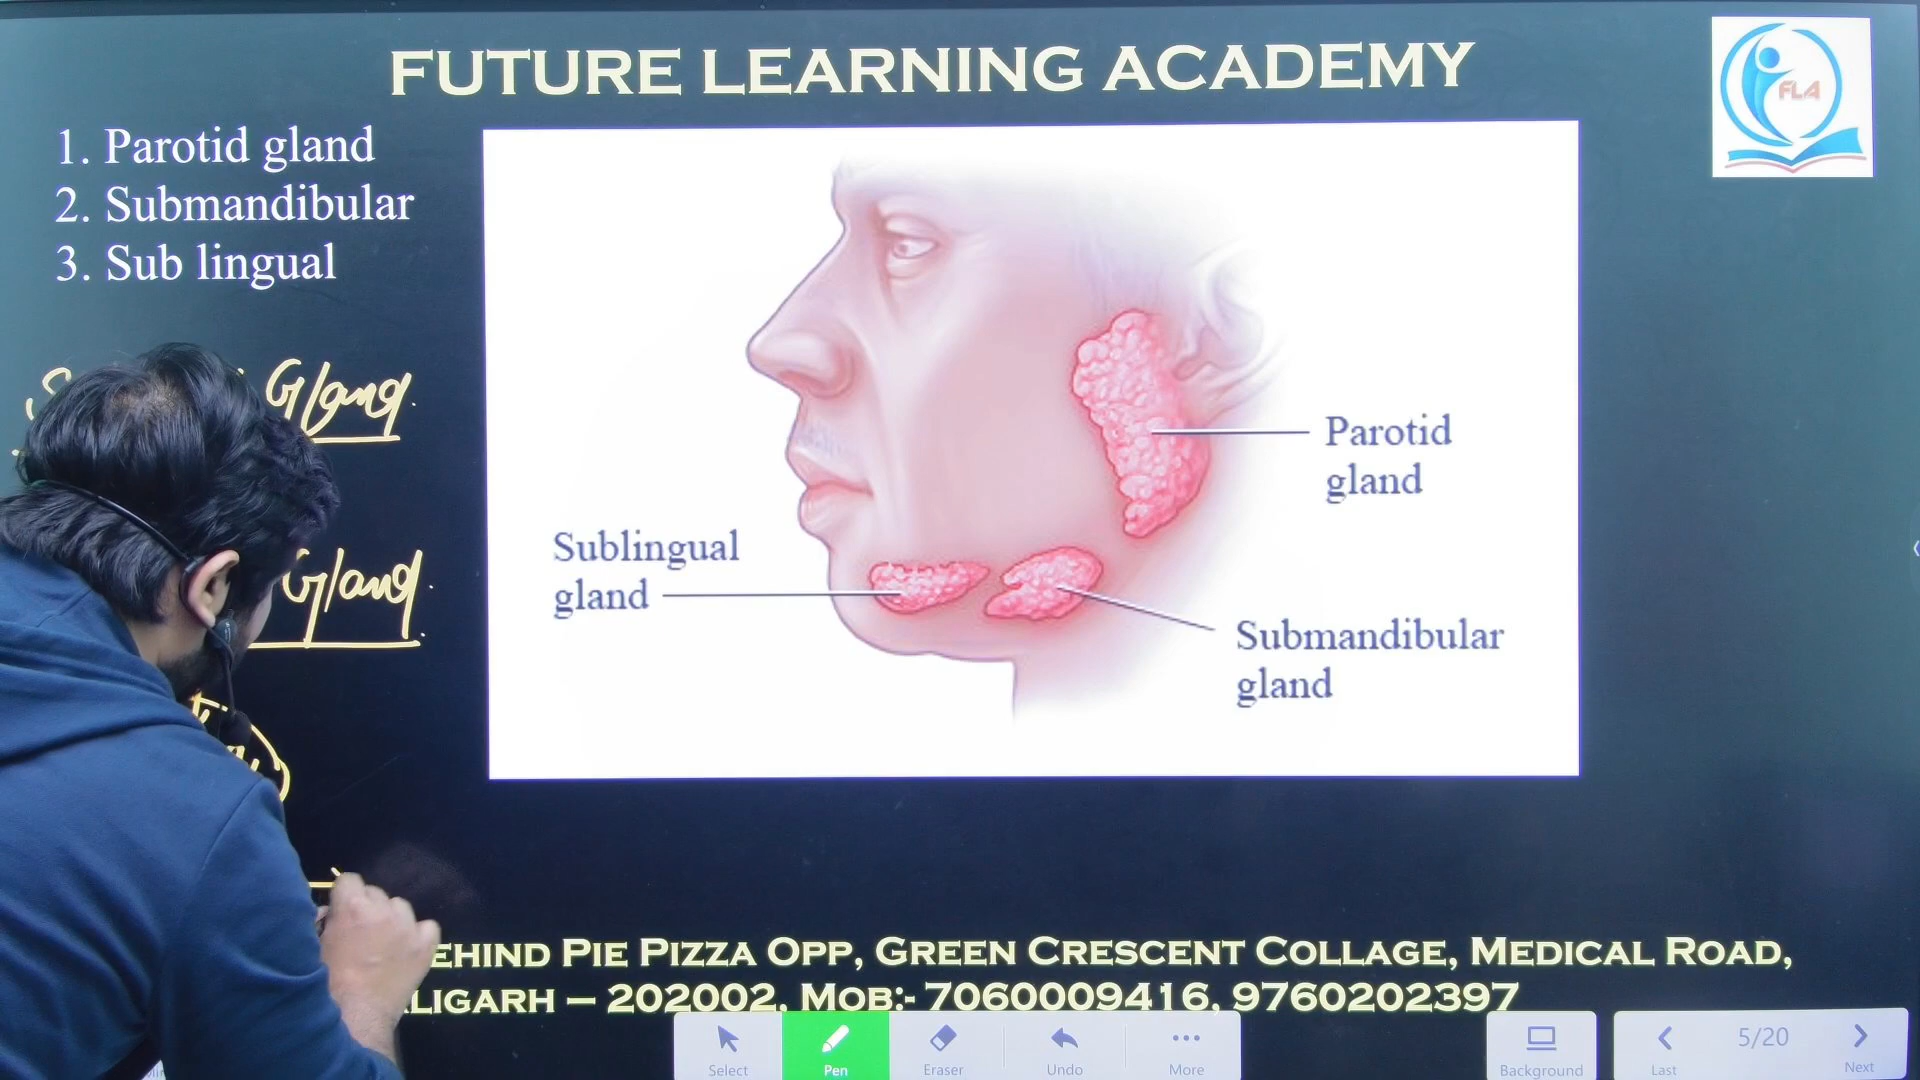 FUTURE LEARNING ACADEMY
FLA
1. Parotid gland
2. Submandibular
3. Sub lingual
Gland
Gland
Parotid
gland
Sublingual
gland
Submandibular
gland
EHIND PIE PIZZA OPP, GREEN CRESCENT COLLAGE, MEDICAL ROAD,
LIGARH – 202002, MOB:- 7060009416, 9760202397
Select
Pen
Eraser
Undo
More
Background
Last
5/20
Next